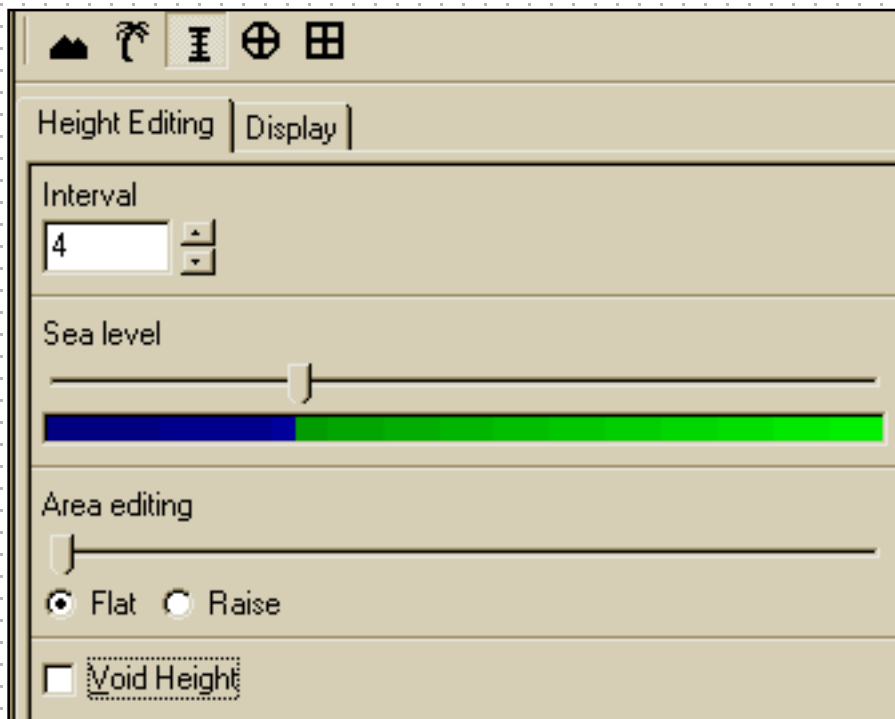 Height Editing Display
Interval
4
Sea level
Area editing
Flat Raise
Void Height